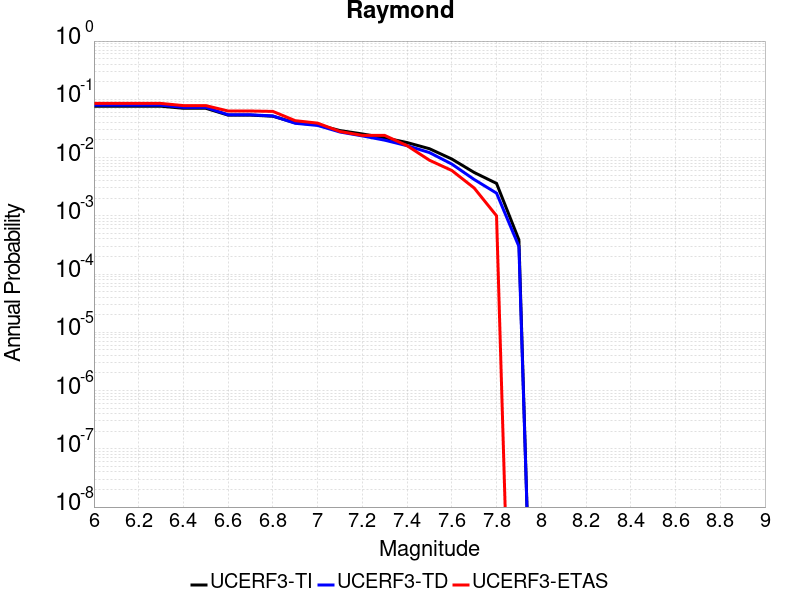 Raymond
10^0
10^-1
10^-2
10^-3
10^-4
10^-5
10^-6
10^-7
10^-8
Annual Probability
6 6.2 6.4 6.6 6.8 7 7.2 7.4 7.6 7.8 8 8.2 8.4 8.6 8.8 9
Magnitude
UCERF3-TI UCERF3-TD UCERF3-ETAS